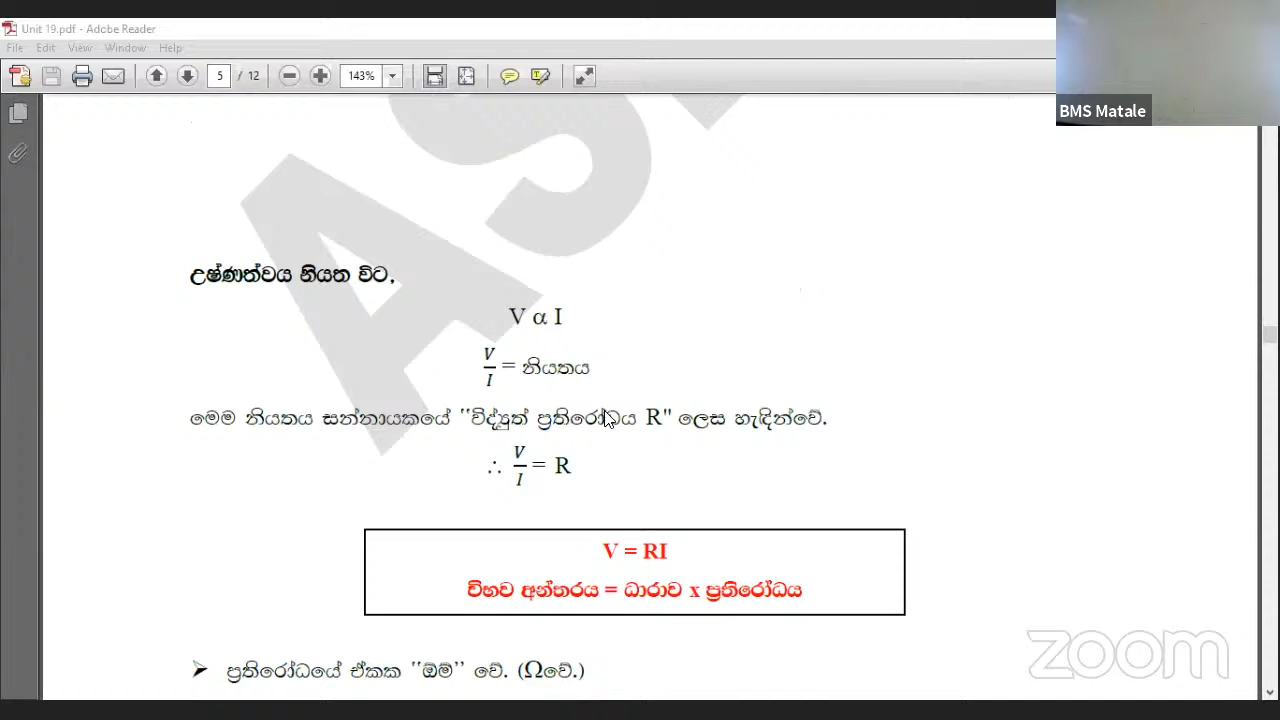 Unit 19.pdf - Adobe Reader
File Edit View Window Help
5 / 12 143%
BMS Matale
උෂ්ණත්වය නියත විට,
V α I
V/I = නියතය
මෙම නියතය සන්නායකයේ "විද්‍යුත් ප්‍රතිරෝධය R" ලෙස හැඳින්වේ.
∴ V/I = R
V = RI
විභව අන්තරය = ධාරාව x ප්‍රතිරෝධය
➢ ප්‍රතිරෝධයේ ඒකක "ඕම්" වේ. (Ωවේ.)
zoom